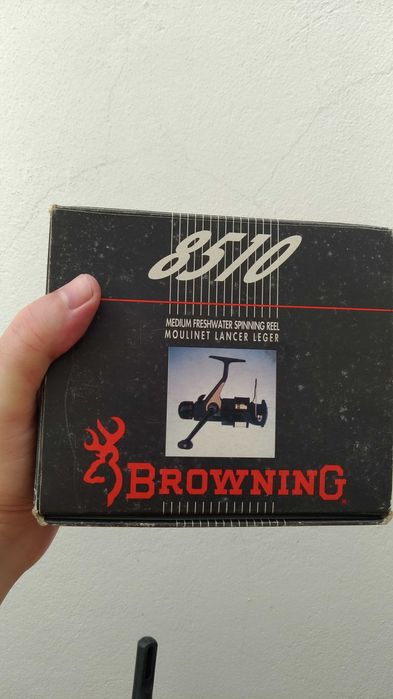 8510
MEDIUM FRESHWATER SPINNING REEL
MOULINET LANCER LEGER
BROWNING